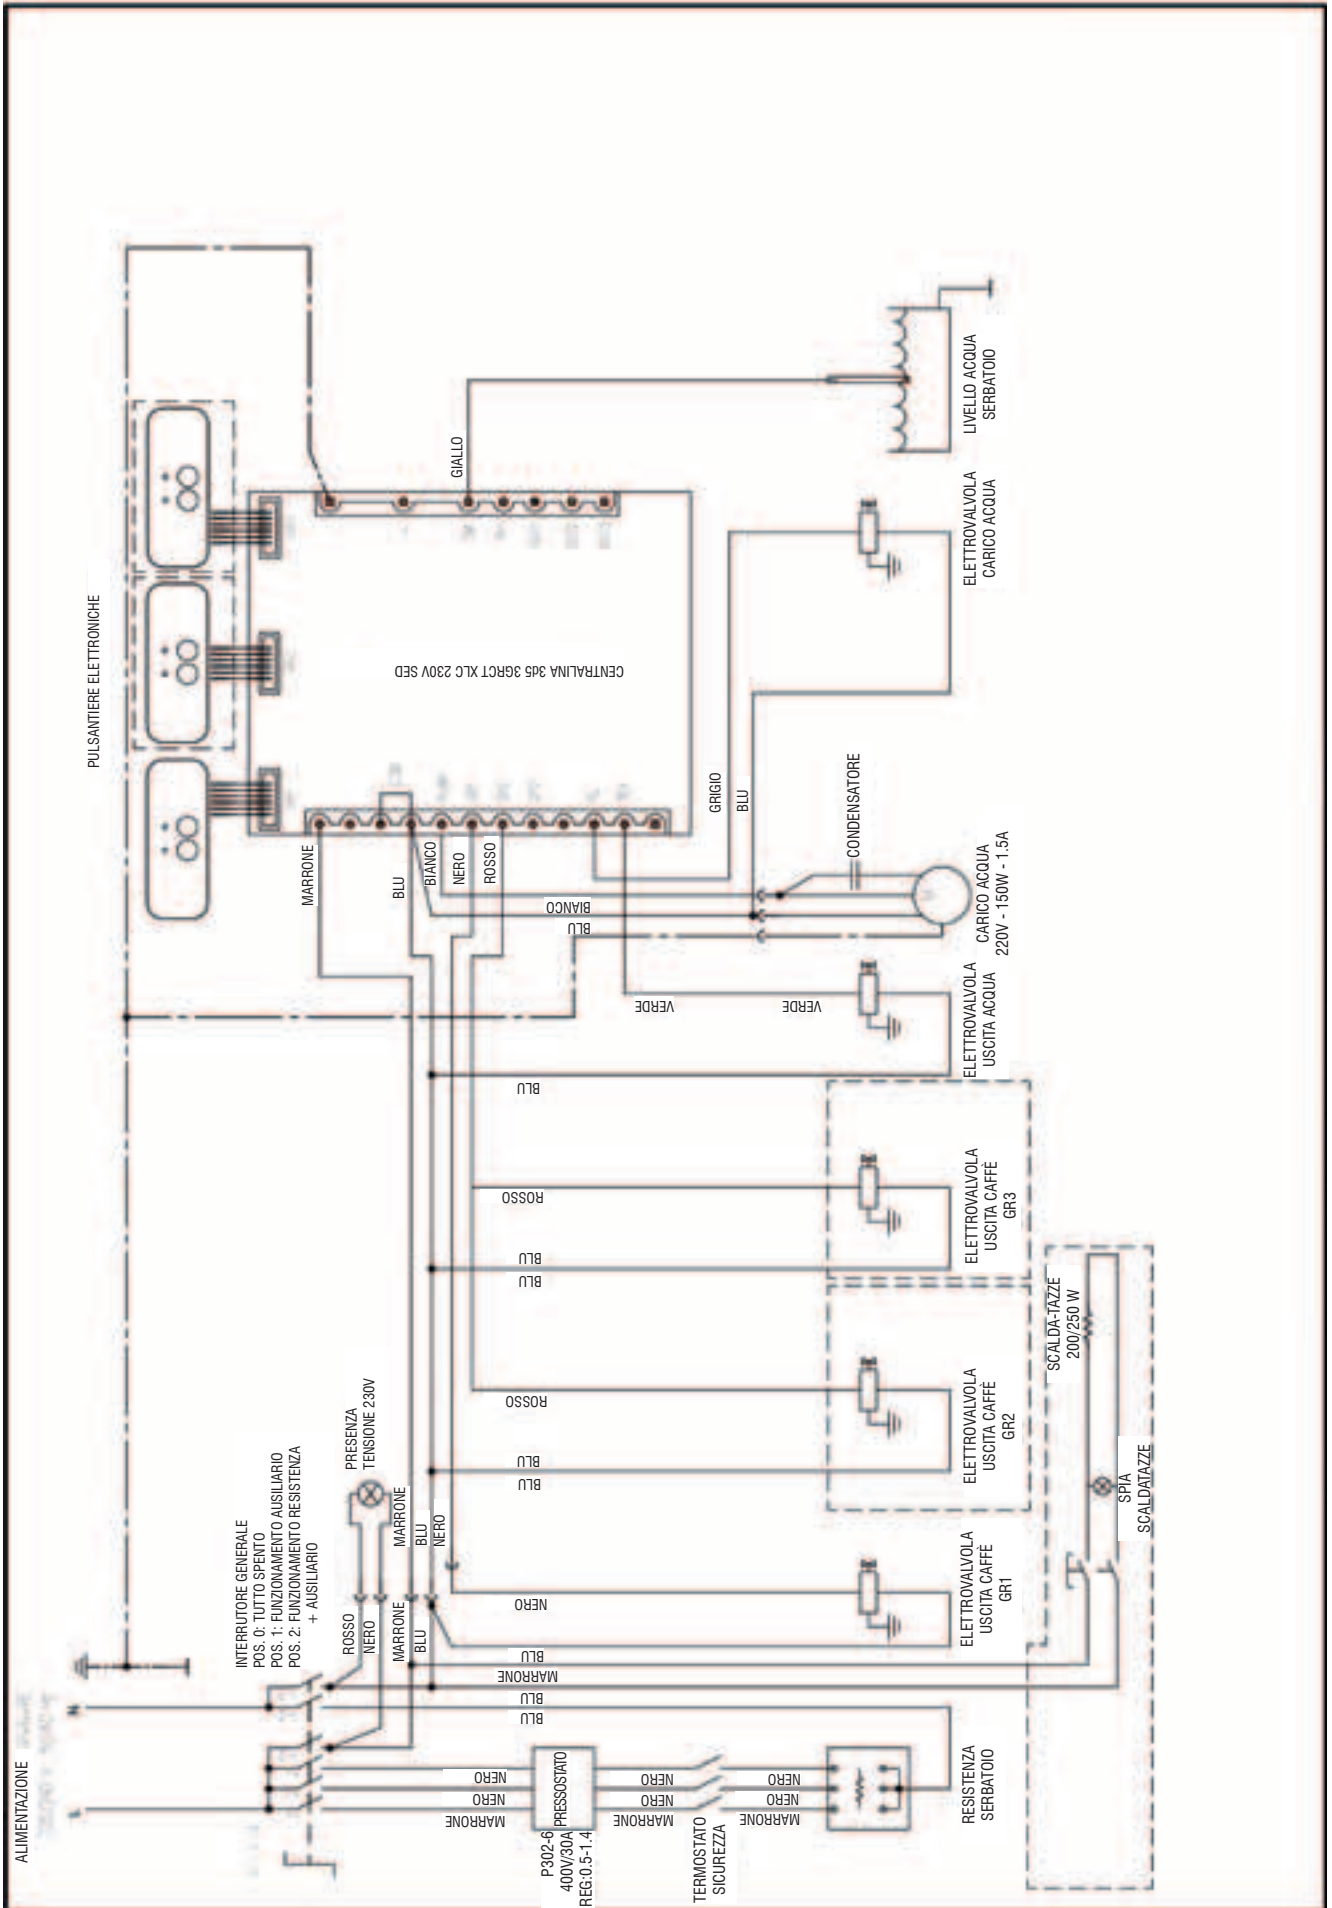 ALIMENTAZIONE
INTERRUTORE GENERALE
POS. 0: TUTTO SPENTO
POS. 1: FUNZIONAMENTO AUSILIARIO
POS. 2: FUNZIONAMENTO RESISTENZA
+ AUSILIARIO
PRESENZA
TENSIONE 230V
PULSANTIERE ELETTRONICHE
ROSSO
NERO
MARRONE
BLU
MARRONE
BLU
NERO
MARRONE
BLU
BIANCO
NERO
ROSSO
GIALLO
CENTRALINA 3d5 3GRCT XLC 230V SED
GRIGIO
BLU
BIANCO
BLU
VERDE
VERDE
BLU
ROSSO
BLU
BLU
ROSSO
BLU
BLU
NERO
BLU
MARRONE
BLU
BLU
NERO
NERO
MARRONE
P302-6
400V/30A
REG:0.5-1.4
PRESSOSTATO
NERO
NERO
MARRONE
TERMOSTATO
SICUREZZA
NERO
NERO
MARRONE
RESISTENZA
SERBATOIO
ELETTROVALVOLA
USCITA CAFFÈ
GR1
ELETTROVALVOLA
USCITA CAFFÈ
GR2
ELETTROVALVOLA
USCITA CAFFÈ
GR3
ELETTROVALVOLA
USCITA ACQUA
CONDENSATORE
CARICO ACQUA
220V - 150W - 1.5A
ELETTROVALVOLA
CARICO ACQUA
LIVELLO ACQUA
SERBATOIO
SCALDA-TAZZE
200/250 W
SPIA
SCALDATAZZE